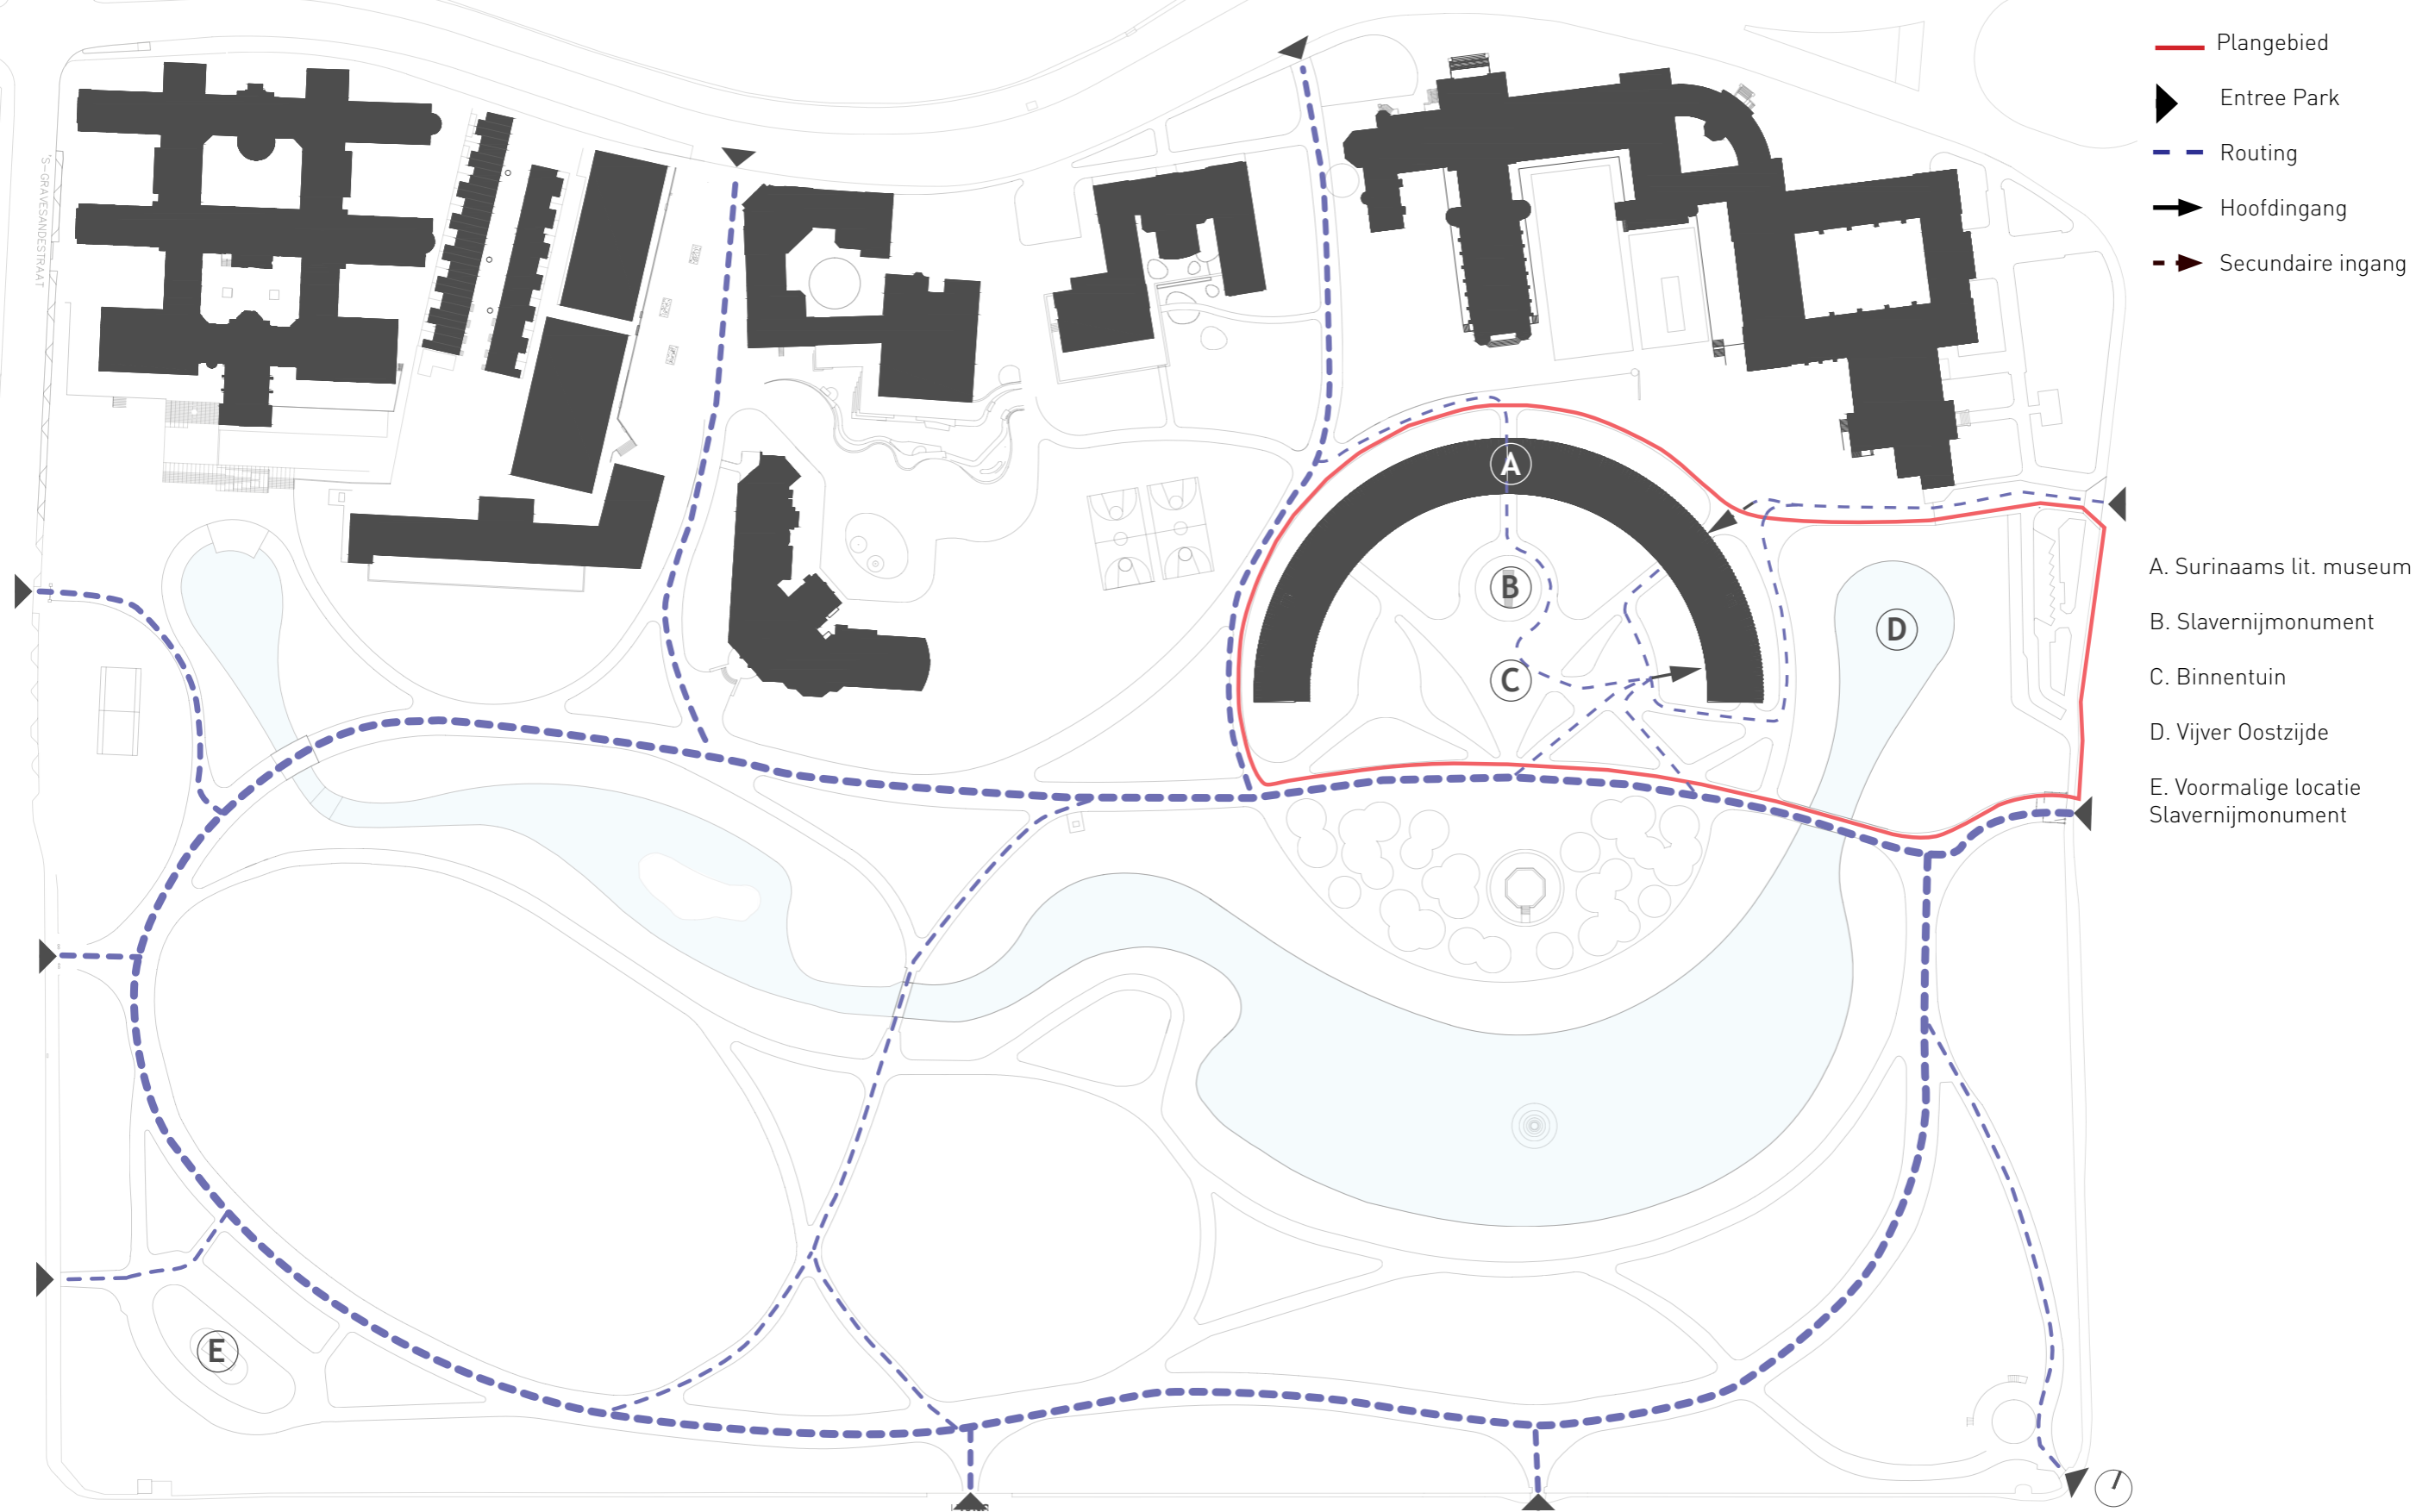 Plangebied
Entree Park
Routing
Hoofdingang
Secundaire ingang
'S-GRAVESANDESTRAAT
A
B
C
D
E
A. Surinaams lit. museum
B. Slavernijmonument
C. Binnentuin
D. Vijver Oostzijde
E. Voormalige locatie
Slavernijmonument